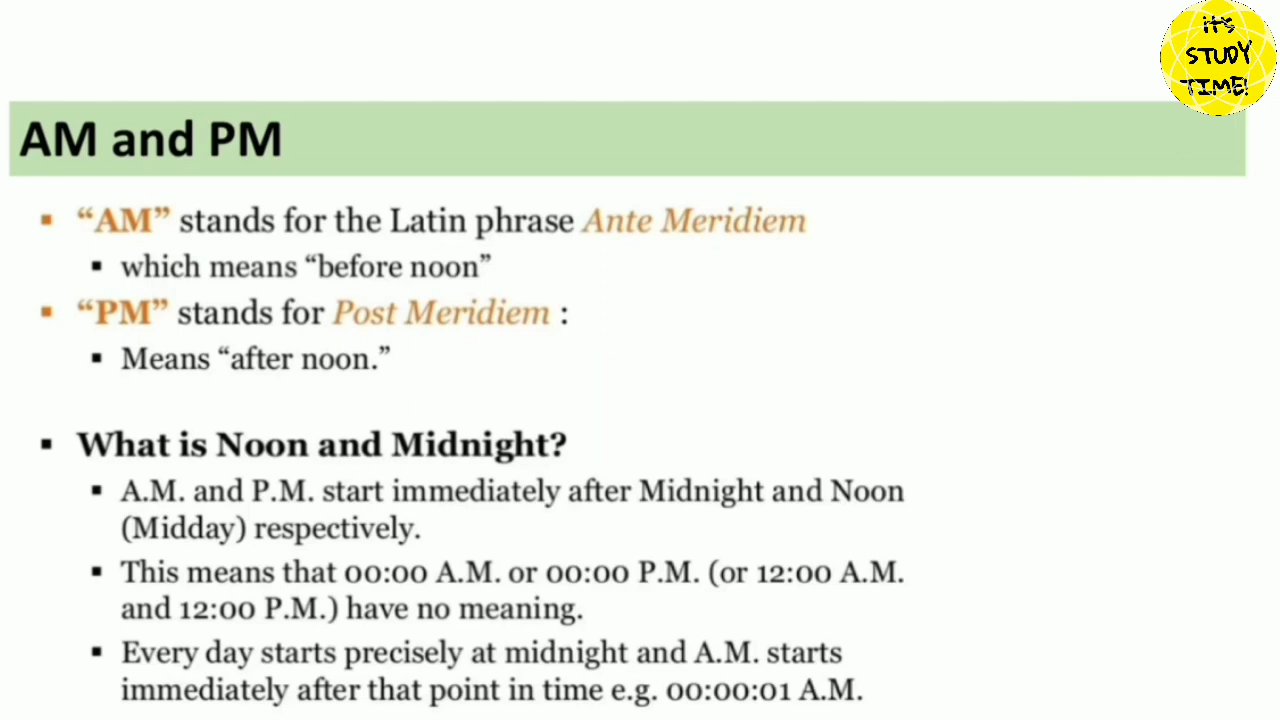 iTS
STUDY
TIME!
AM and PM
▪ “AM” stands for the Latin phrase Ante Meridiem
▪ which means “before noon”
▪ “PM” stands for Post Meridiem :
▪ Means “after noon.”
▪ What is Noon and Midnight?
▪ A.M. and P.M. start immediately after Midnight and Noon
(Midday) respectively.
▪ This means that 00:00 A.M. or 00:00 P.M. (or 12:00 A.M.
and 12:00 P.M.) have no meaning.
▪ Every day starts precisely at midnight and A.M. starts
immediately after that point in time e.g. 00:00:01 A.M.